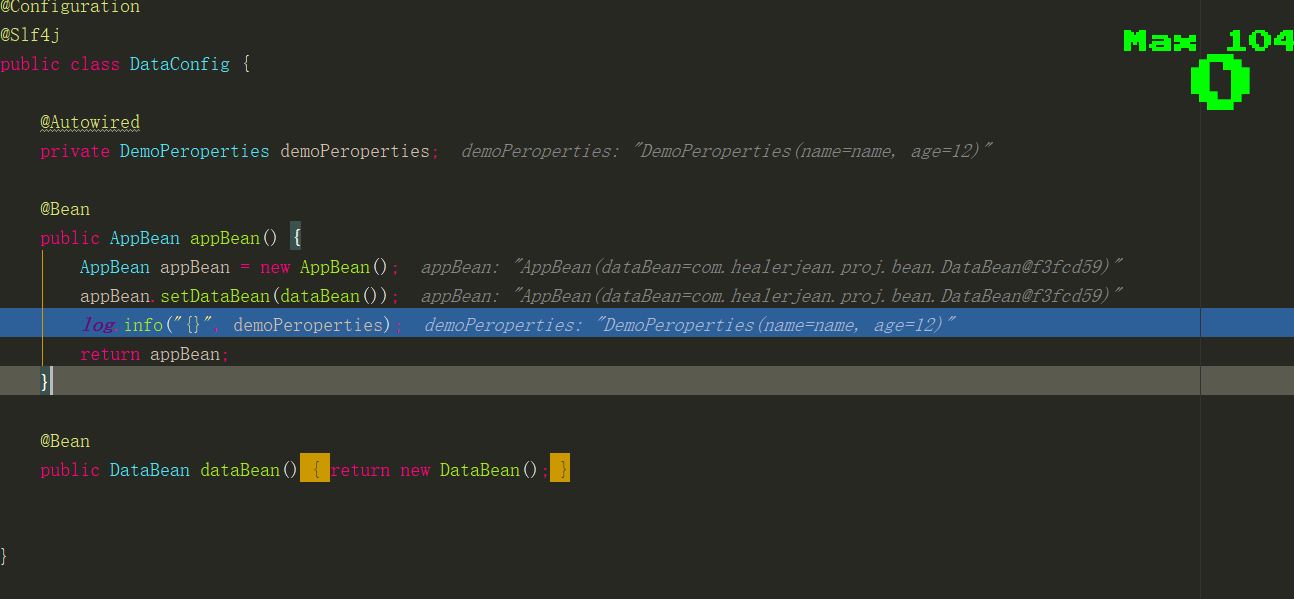 @Configuration
@Slf4j
Max 104
public class DataConfig {
0
@Autowired
private DemoPeroperties demoPeroperties; demoPeroperties: "DemoPeroperties(name=name, age=12)"
@Bean
public AppBean appBean() {
AppBean appBean = new AppBean(); appBean: "AppBean(dataBean=com.healerjean.proj.bean.DataBean@f3fcd59)"
appBean.setDataBean(dataBean()); appBean: "AppBean(dataBean=com.healerjean.proj.bean.DataBean@f3fcd59)"
log.info("{}", demoPeroperties); demoPeroperties: "DemoPeroperties(name=name, age=12)"
return appBean;
}
@Bean
public DataBean dataBean() { return new DataBean(); }
}